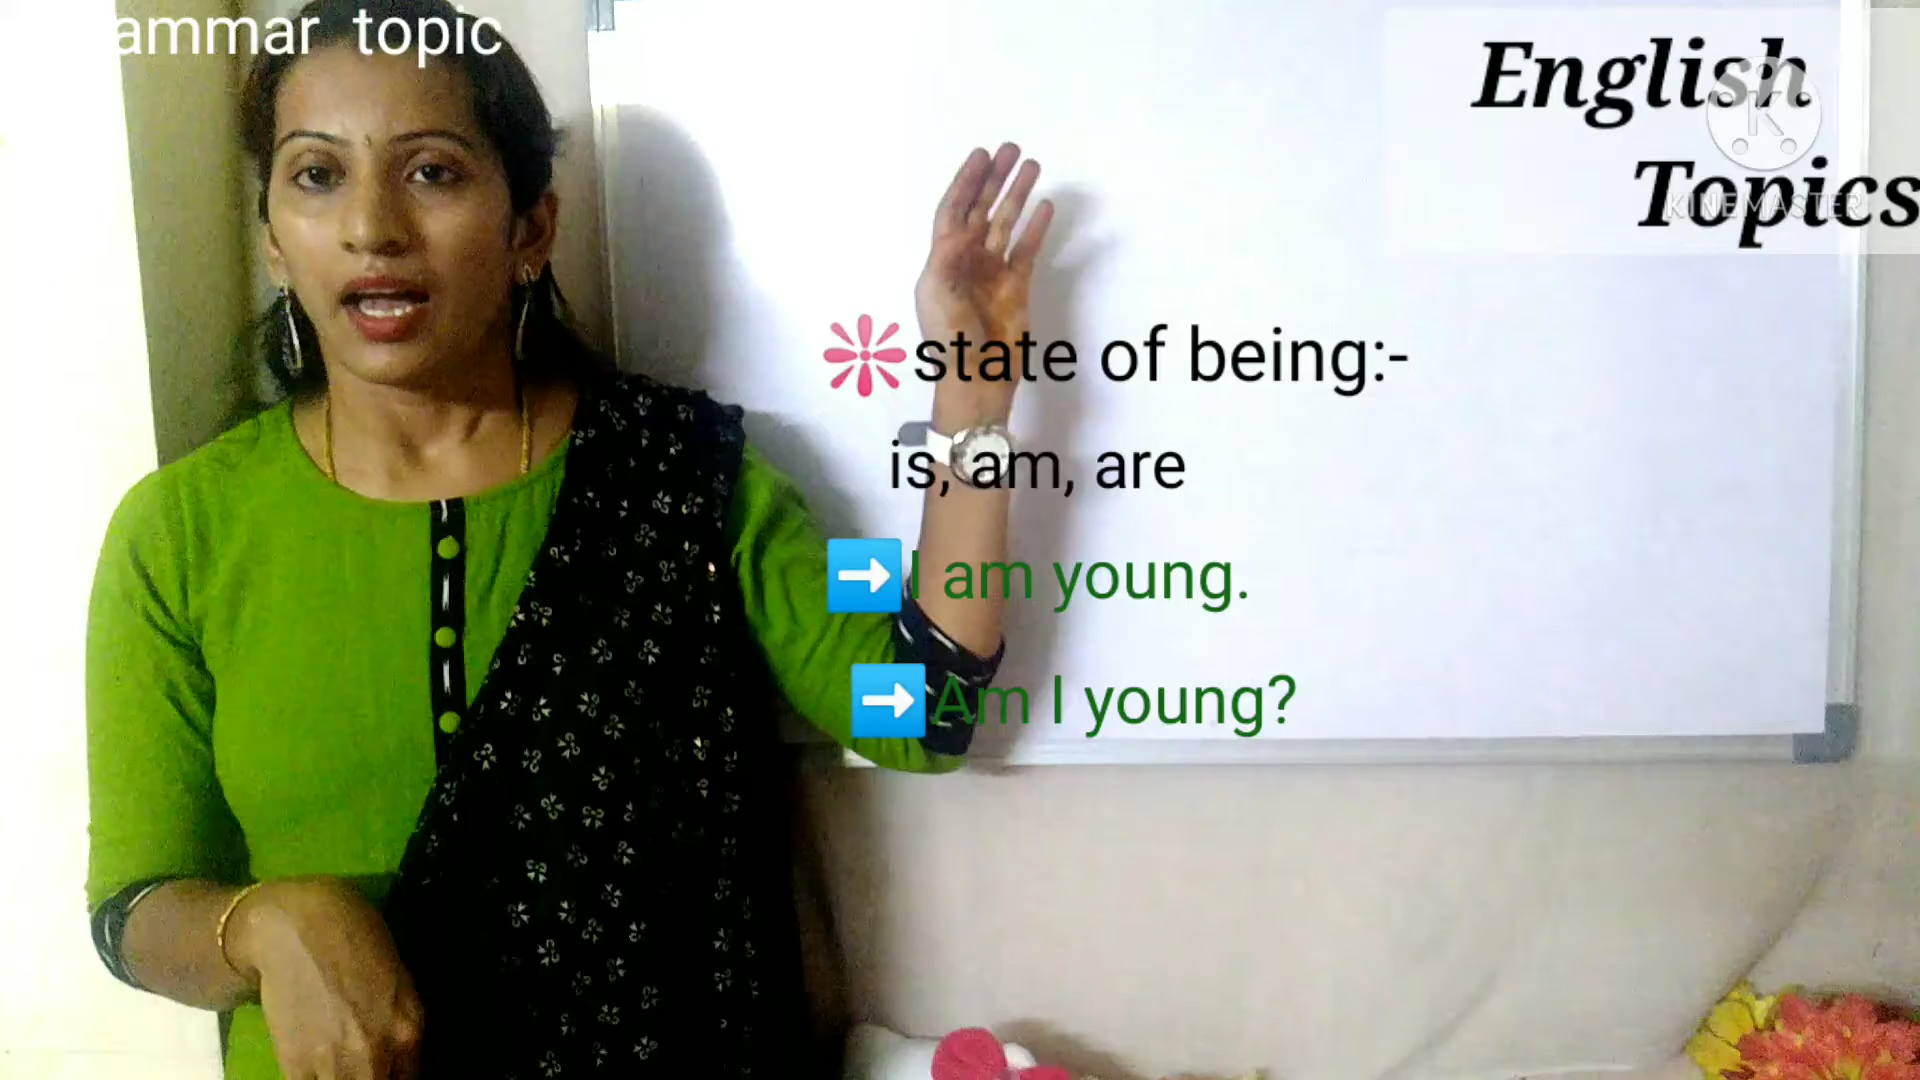 ammar topic
English
Topics
KINEMASTER
state of being:-
is, am, are
I am young.
Am I young?